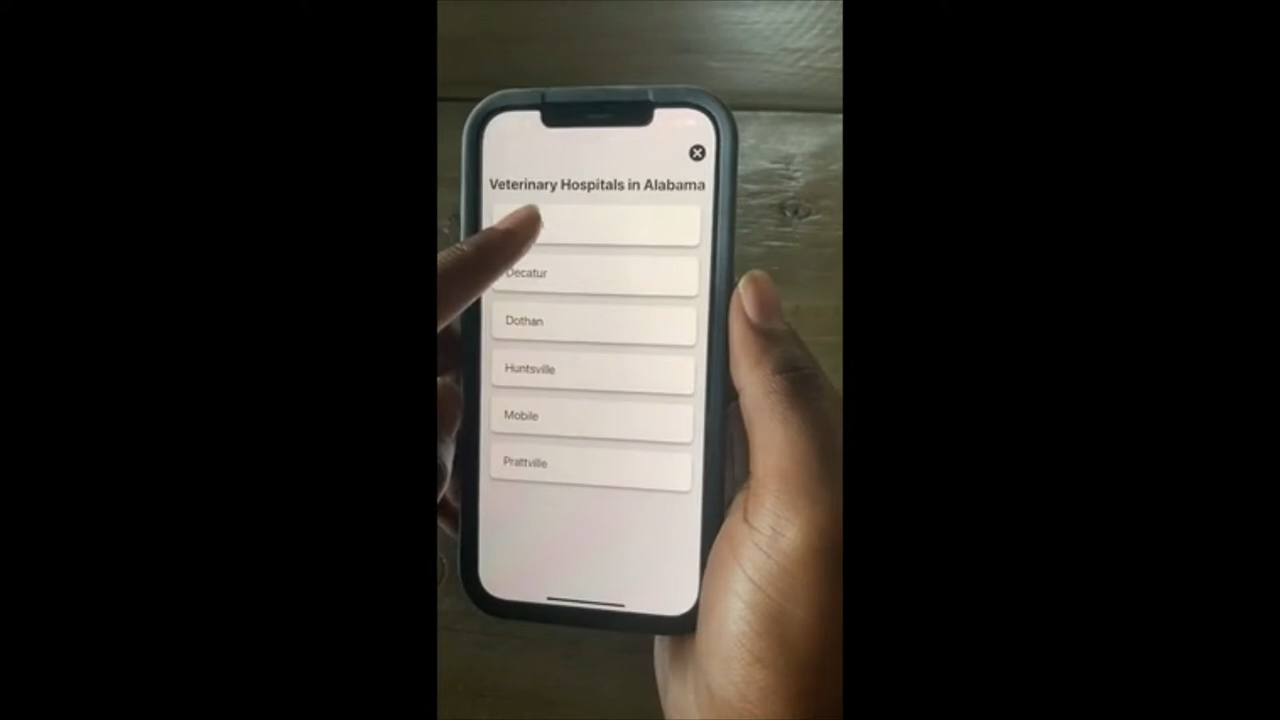 Veterinary Hospitals in Alabama
Decatur
Dothan
Huntsville
Mobile
Prattville